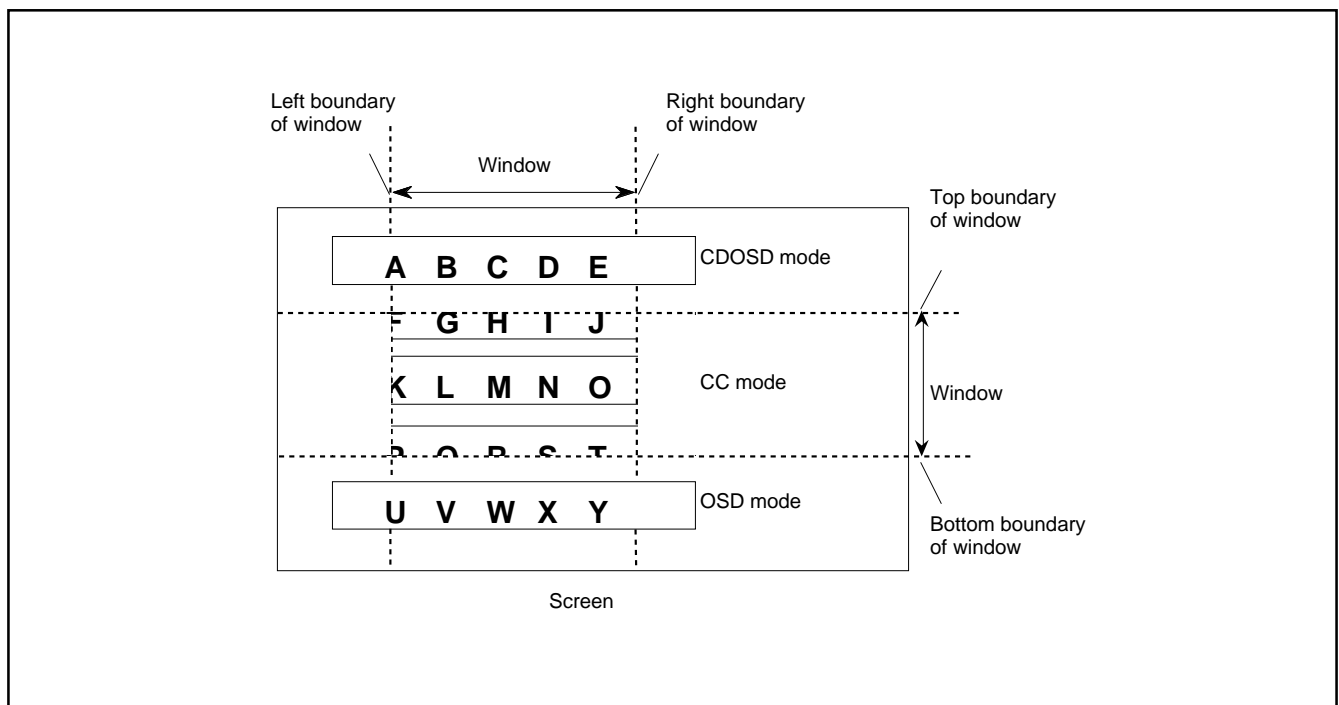 Left boundary
of window
Right boundary
of window
Window
Top boundary
of window
A B C D E
CDOSD mode
G H I J
K L M N O
CC mode
Window
S T
U V W X Y
OSD mode
Bottom boundary
of window
Screen